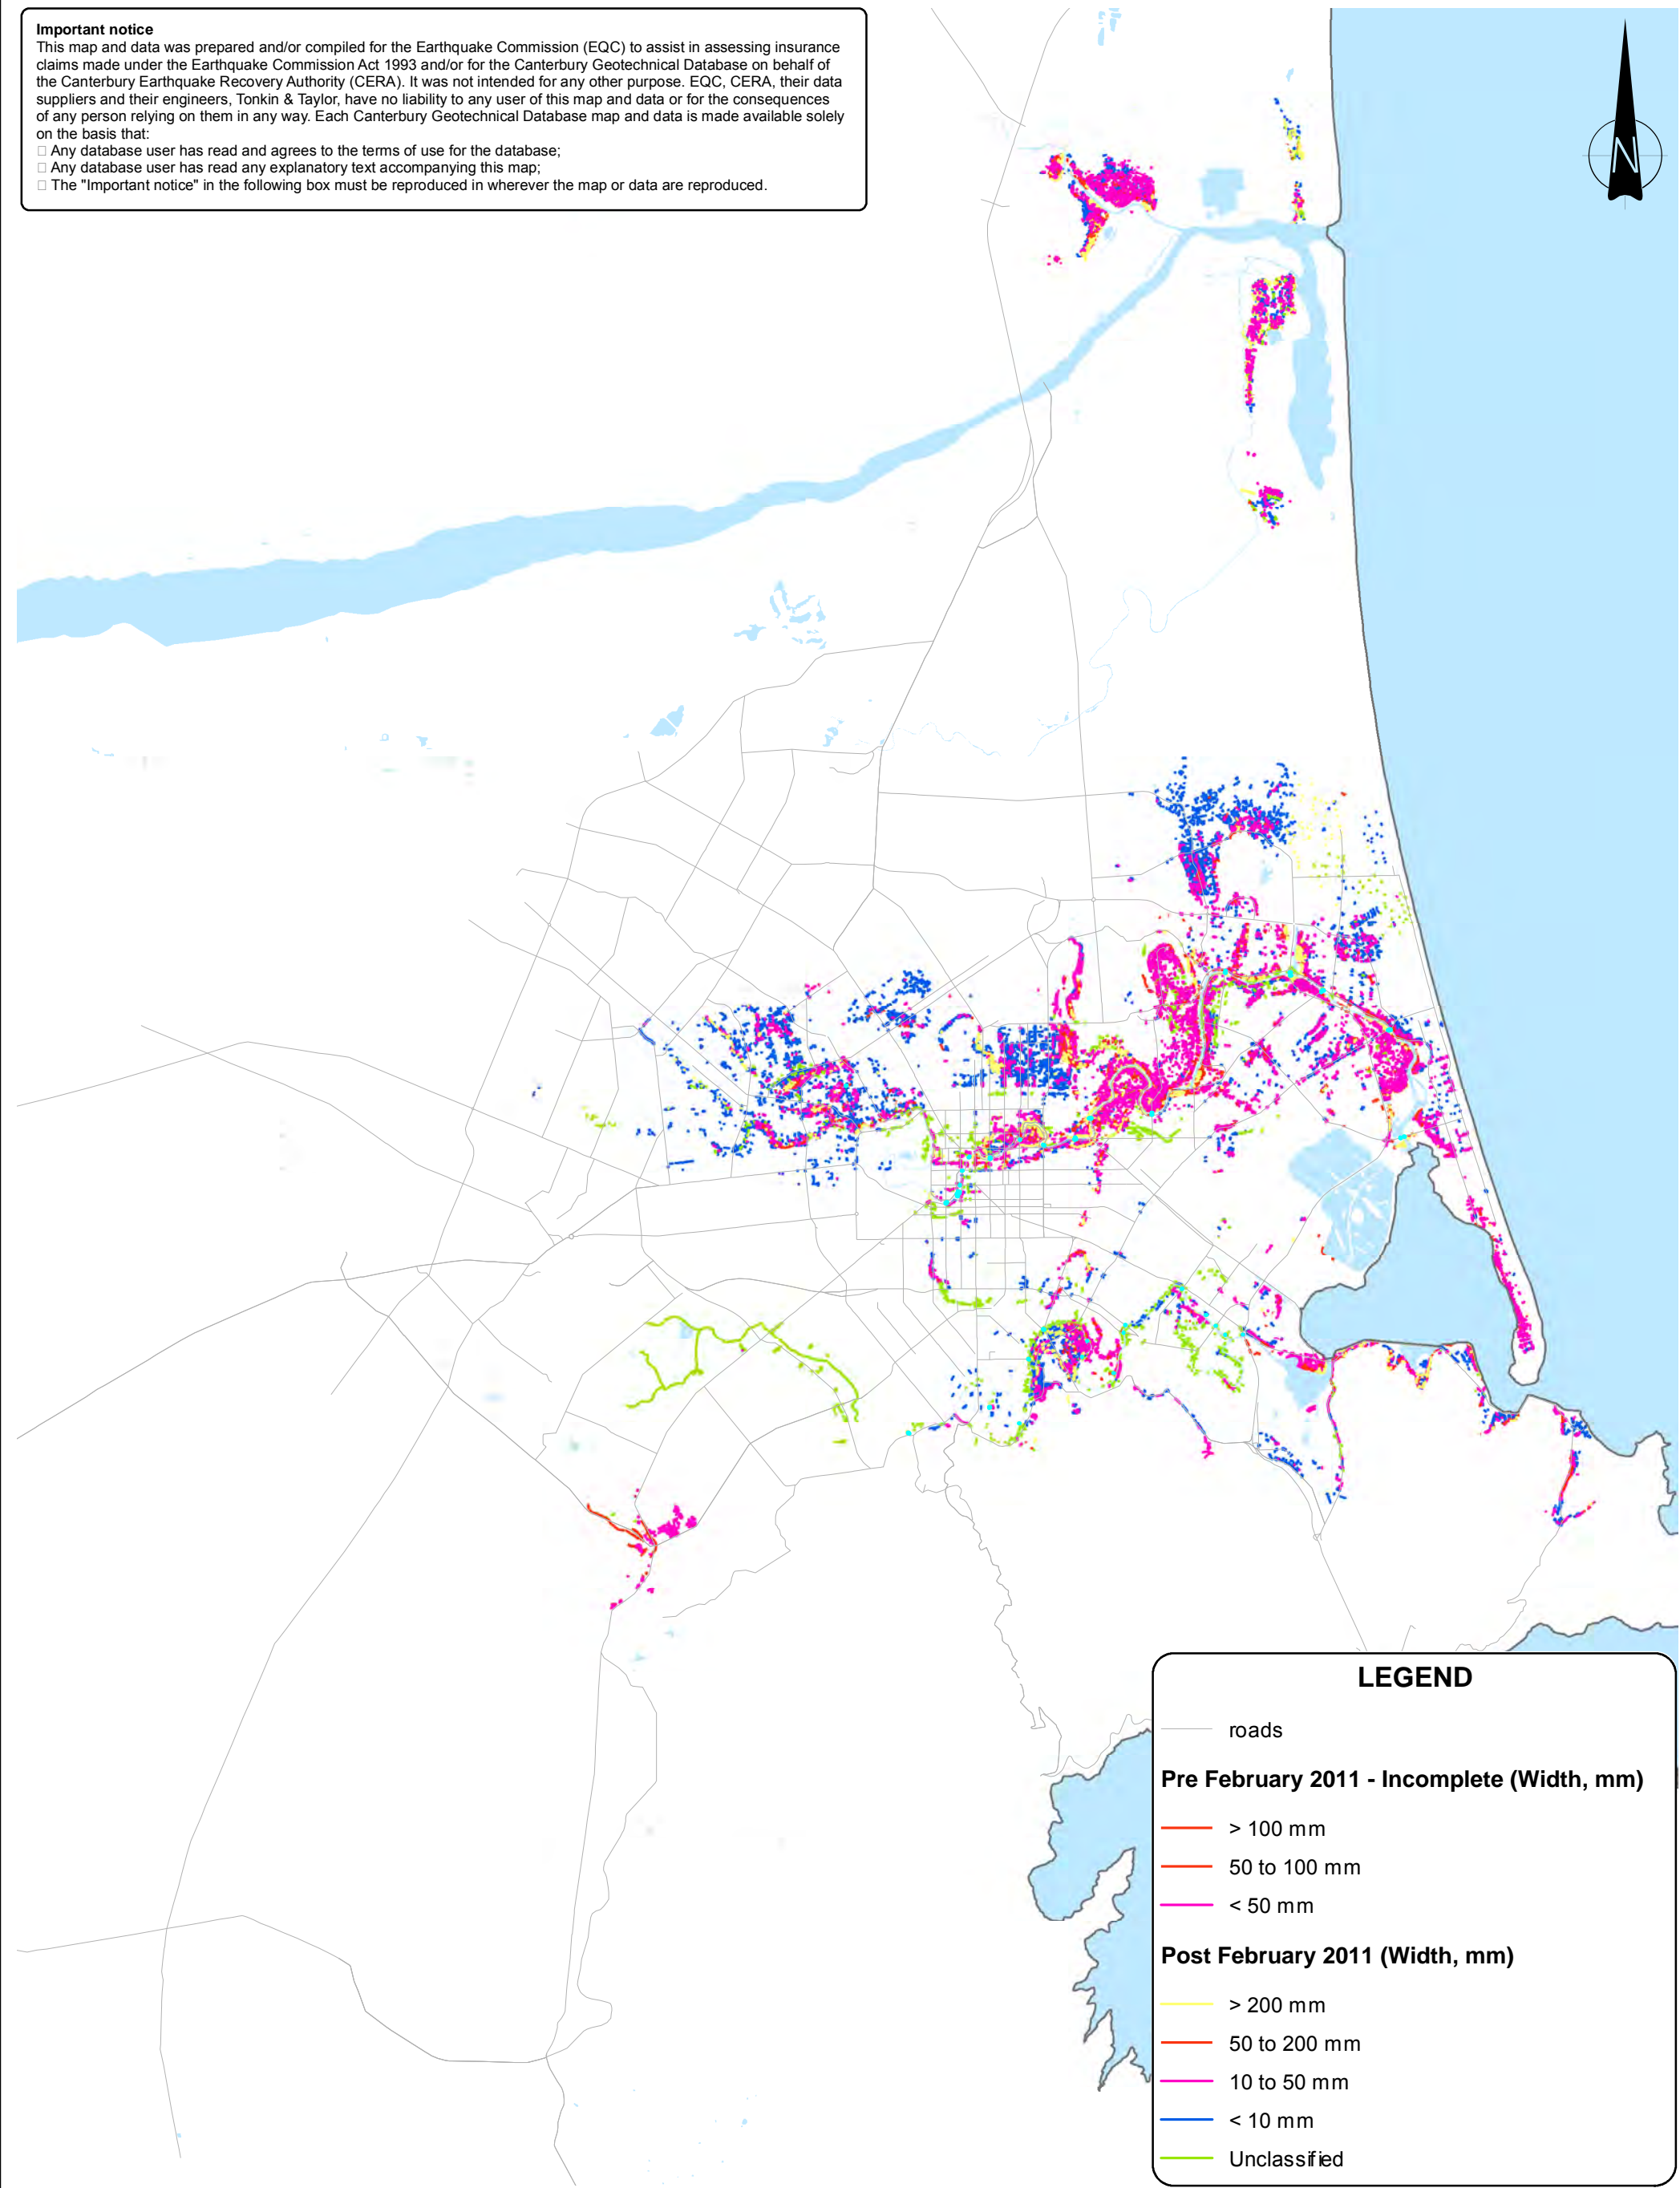 Important notice
This map and data was prepared and/or compiled for the Earthquake Commission (EQC) to assist in assessing insurance
claims made under the Earthquake Commission Act 1993 and/or for the Canterbury Geotechnical Database on behalf of
the Canterbury Earthquake Recovery Authority (CERA). It was not intended for any other purpose. EQC, CERA, their data
suppliers and their engineers, Tonkin & Taylor, have no liability to any user of this map and data or for the consequences
of any person relying on them in any way. Each Canterbury Geotechnical Database map and data is made available solely
on the basis that:
□ Any database user has read and agrees to the terms of use for the database;
□ Any database user has read any explanatory text accompanying this map;
□ The "Important notice" in the following box must be reproduced in wherever the map or data are reproduced.
N
LEGEND
roads
Pre February 2011 - Incomplete (Width, mm)
> 100 mm
50 to 100 mm
< 50 mm
Post February 2011 (Width, mm)
> 200 mm
50 to 200 mm
10 to 50 mm
< 10 mm
Unclassified